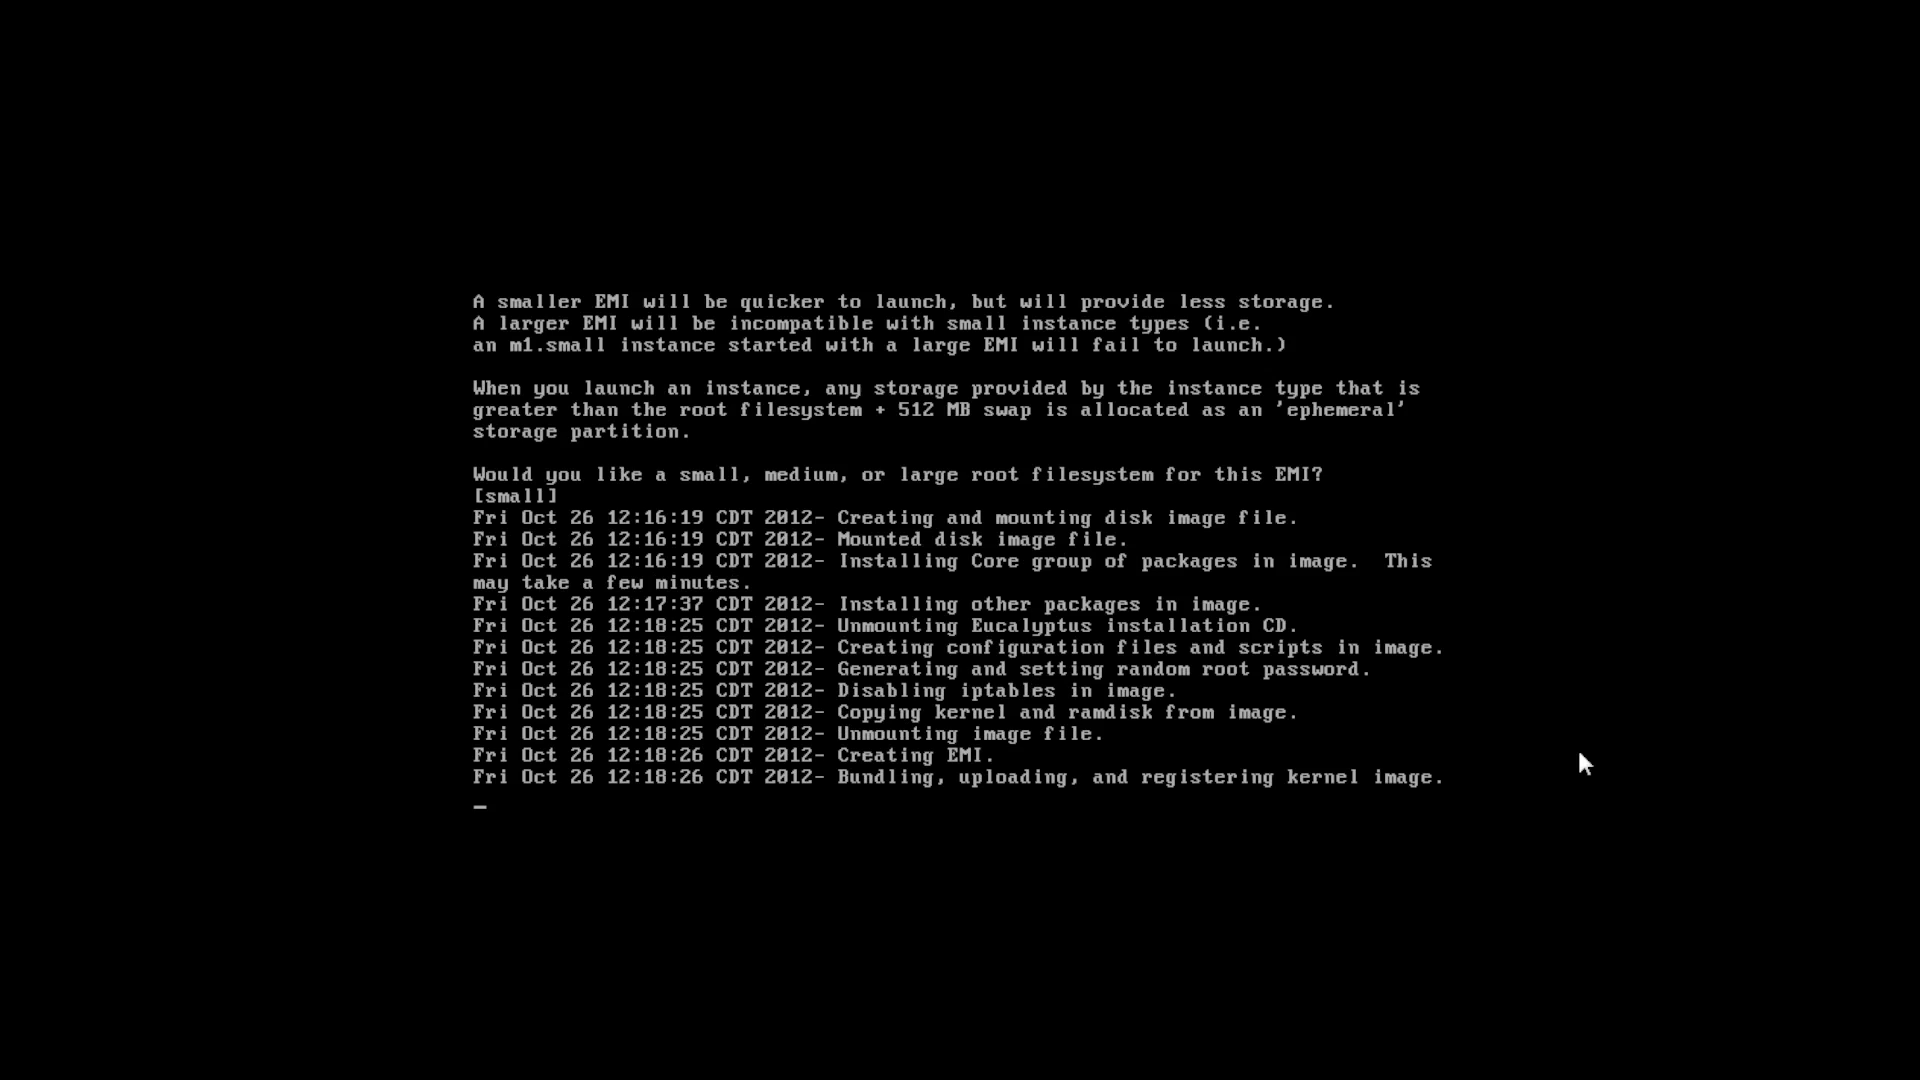 A smaller EMI will be quicker to launch, but will provide less storage.
A larger EMI will be incompatible with small instance types (i.e.
an m1.small instance started with a large EMI will fail to launch.)
When you launch an instance, any storage provided by the instance type that is
greater than the root filesystem + 512 MB swap is allocated as an 'ephemeral'
storage partition.
Would you like a small, medium, or large root filesystem for this EMI?
[small]
Fri Oct 26 12:16:19 CDT 2012- Creating and mounting disk image file.
Fri Oct 26 12:16:19 CDT 2012- Mounted disk image file.
Fri Oct 26 12:16:19 CDT 2012- Installing Core group of packages in image.  This
may take a few minutes.
Fri Oct 26 12:17:37 CDT 2012- Installing other packages in image.
Fri Oct 26 12:18:25 CDT 2012- Unmounting Eucalyptus installation CD.
Fri Oct 26 12:18:25 CDT 2012- Creating configuration files and scripts in image.
Fri Oct 26 12:18:25 CDT 2012- Generating and setting random root password.
Fri Oct 26 12:18:25 CDT 2012- Disabling iptables in image.
Fri Oct 26 12:18:25 CDT 2012- Copying kernel and ramdisk from image.
Fri Oct 26 12:18:25 CDT 2012- Unmounting image file.
Fri Oct 26 12:18:26 CDT 2012- Creating EMI.
Fri Oct 26 12:18:26 CDT 2012- Bundling, uploading, and registering kernel image.